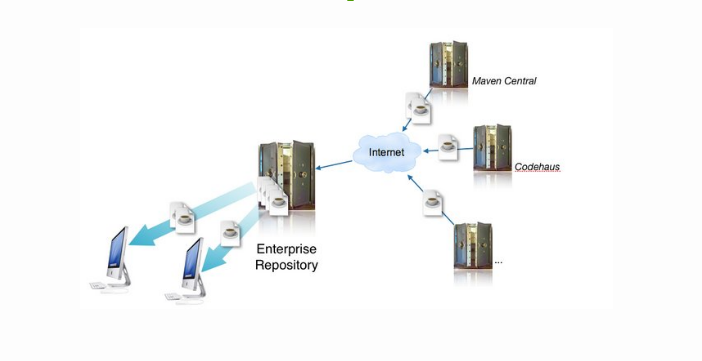 Maven Central
Internet
Codehaus
Enterprise
Repository
...